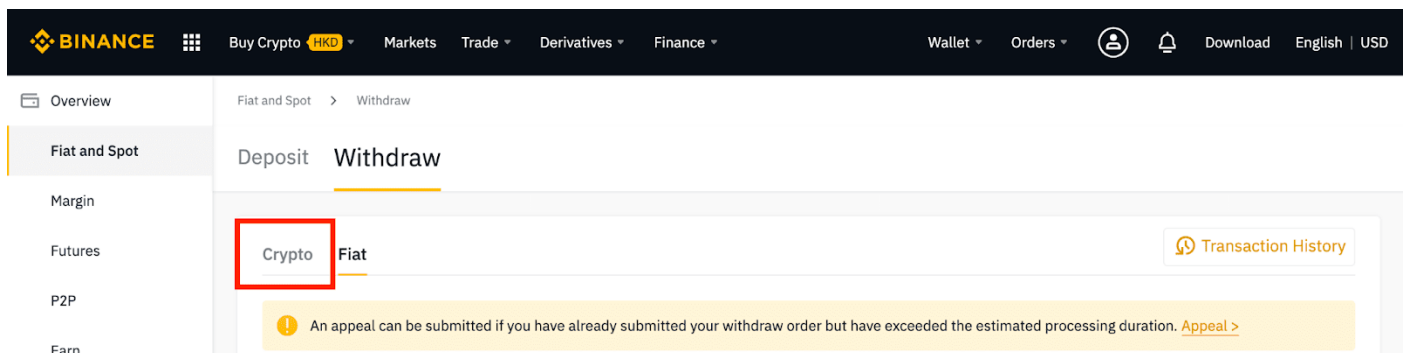 BINANCE Buy Crypto HKD Markets Trade Derivatives Finance Wallet Orders Download English | USD
Overview
Fiat and Spot
Margin
Futures
P2P
Earn
Fiat and Spot > Withdraw
Deposit Withdraw
Crypto Fiat Transaction History
An appeal can be submitted if you have already submitted your withdraw order but have exceeded the estimated processing duration. Appeal >